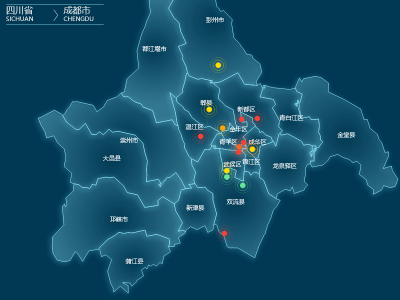 四川省 成都市
SICHUAN CHENGDU
彭州市
都江堰市
郫县
新都区
青白江区
金堂县
温江区
金牛区
青羊区
成华区
崇州市
大邑县
武侯区
锦江区
龙泉驿区
双流县
新津县
邛崃市
蒲江县